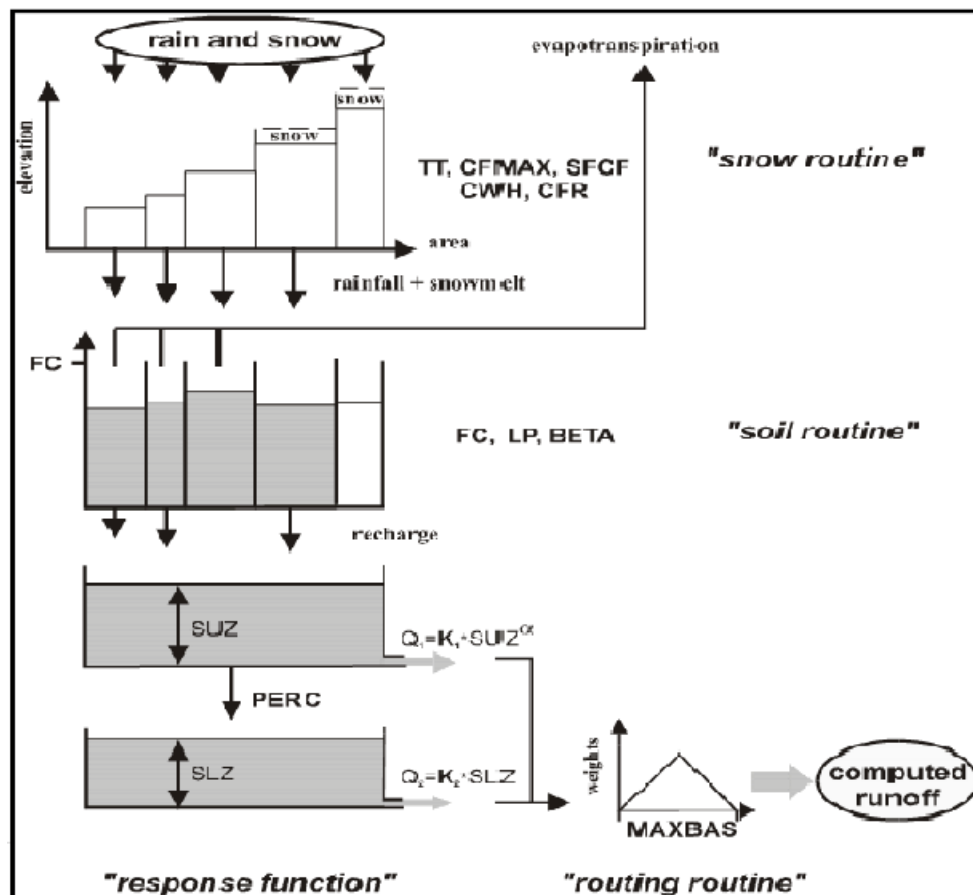 rain and snow
evapotranspiration
snow
snow
elevation
TT, CFMAX, SFCF
CWH, CFR
"snow routine"
area
rainfall + snowmelt
FC
FC, LP, BETA
"soil routine"
recharge
SUZ
Q₁=K₁·SUZ^α
PERC
SLZ
Q₂=K₂·SLZ
weights
MAXBAS
computed
runoff
"response function"
"routing routine"